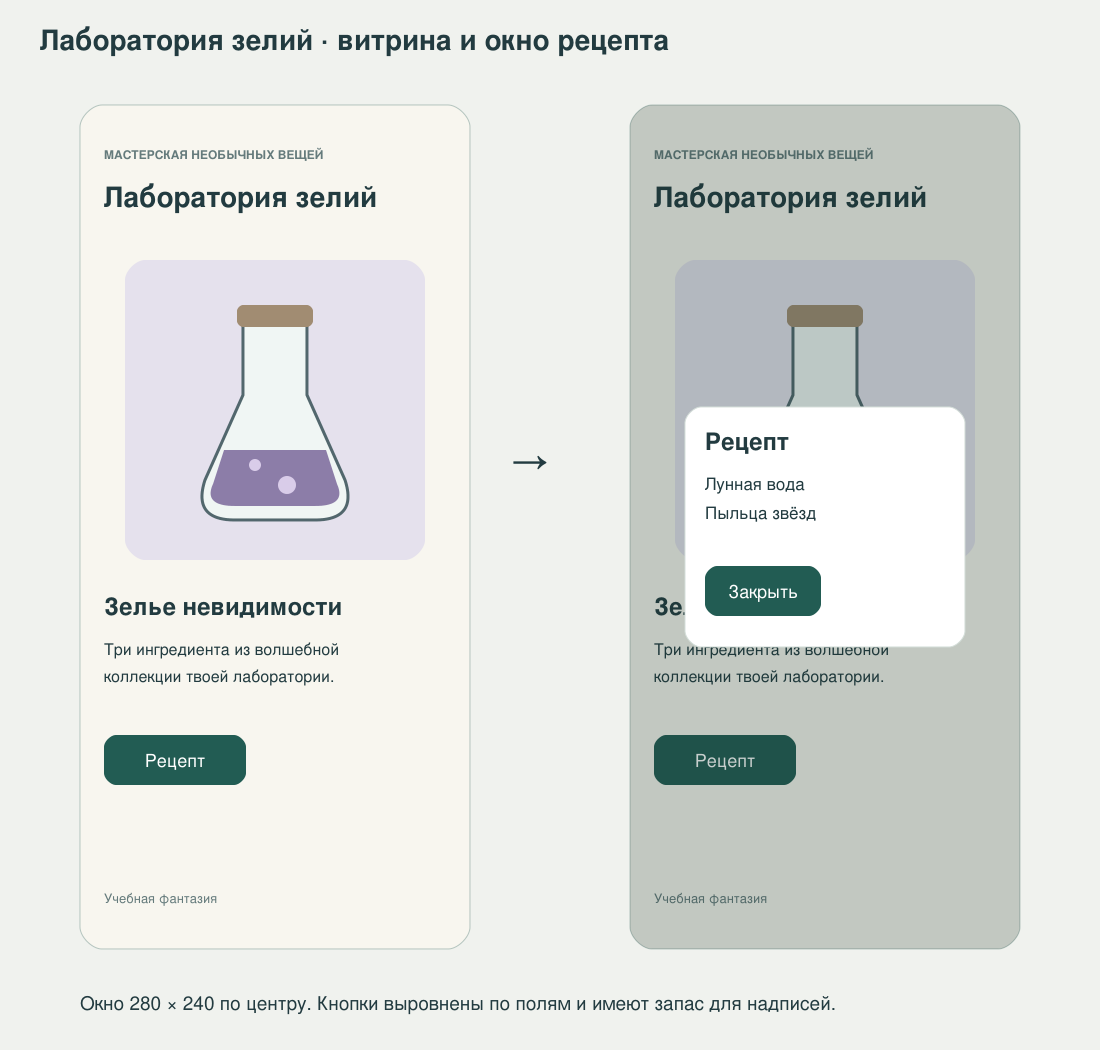 Лаборатория зелий · витрина и окно рецепта
МАСТЕРСКАЯ НЕОБЫЧНЫХ ВЕЩЕЙ
Лаборатория зелий
Зелье невидимости
Три ингредиента из волшебной
коллекции твоей лаборатории.
Рецепт
Учебная фантазия
→
МАСТЕРСКАЯ НЕОБЫЧНЫХ ВЕЩЕЙ
Лаборатория зелий
Рецепт
Лунная вода
Пыльца звёзд
Закрыть
Зе
Три ингредиента из волшебной
коллекции твоей лаборатории.
Рецепт
Учебная фантазия
Окно 280 × 240 по центру. Кнопки выровнены по полям и имеют запас для надписей.